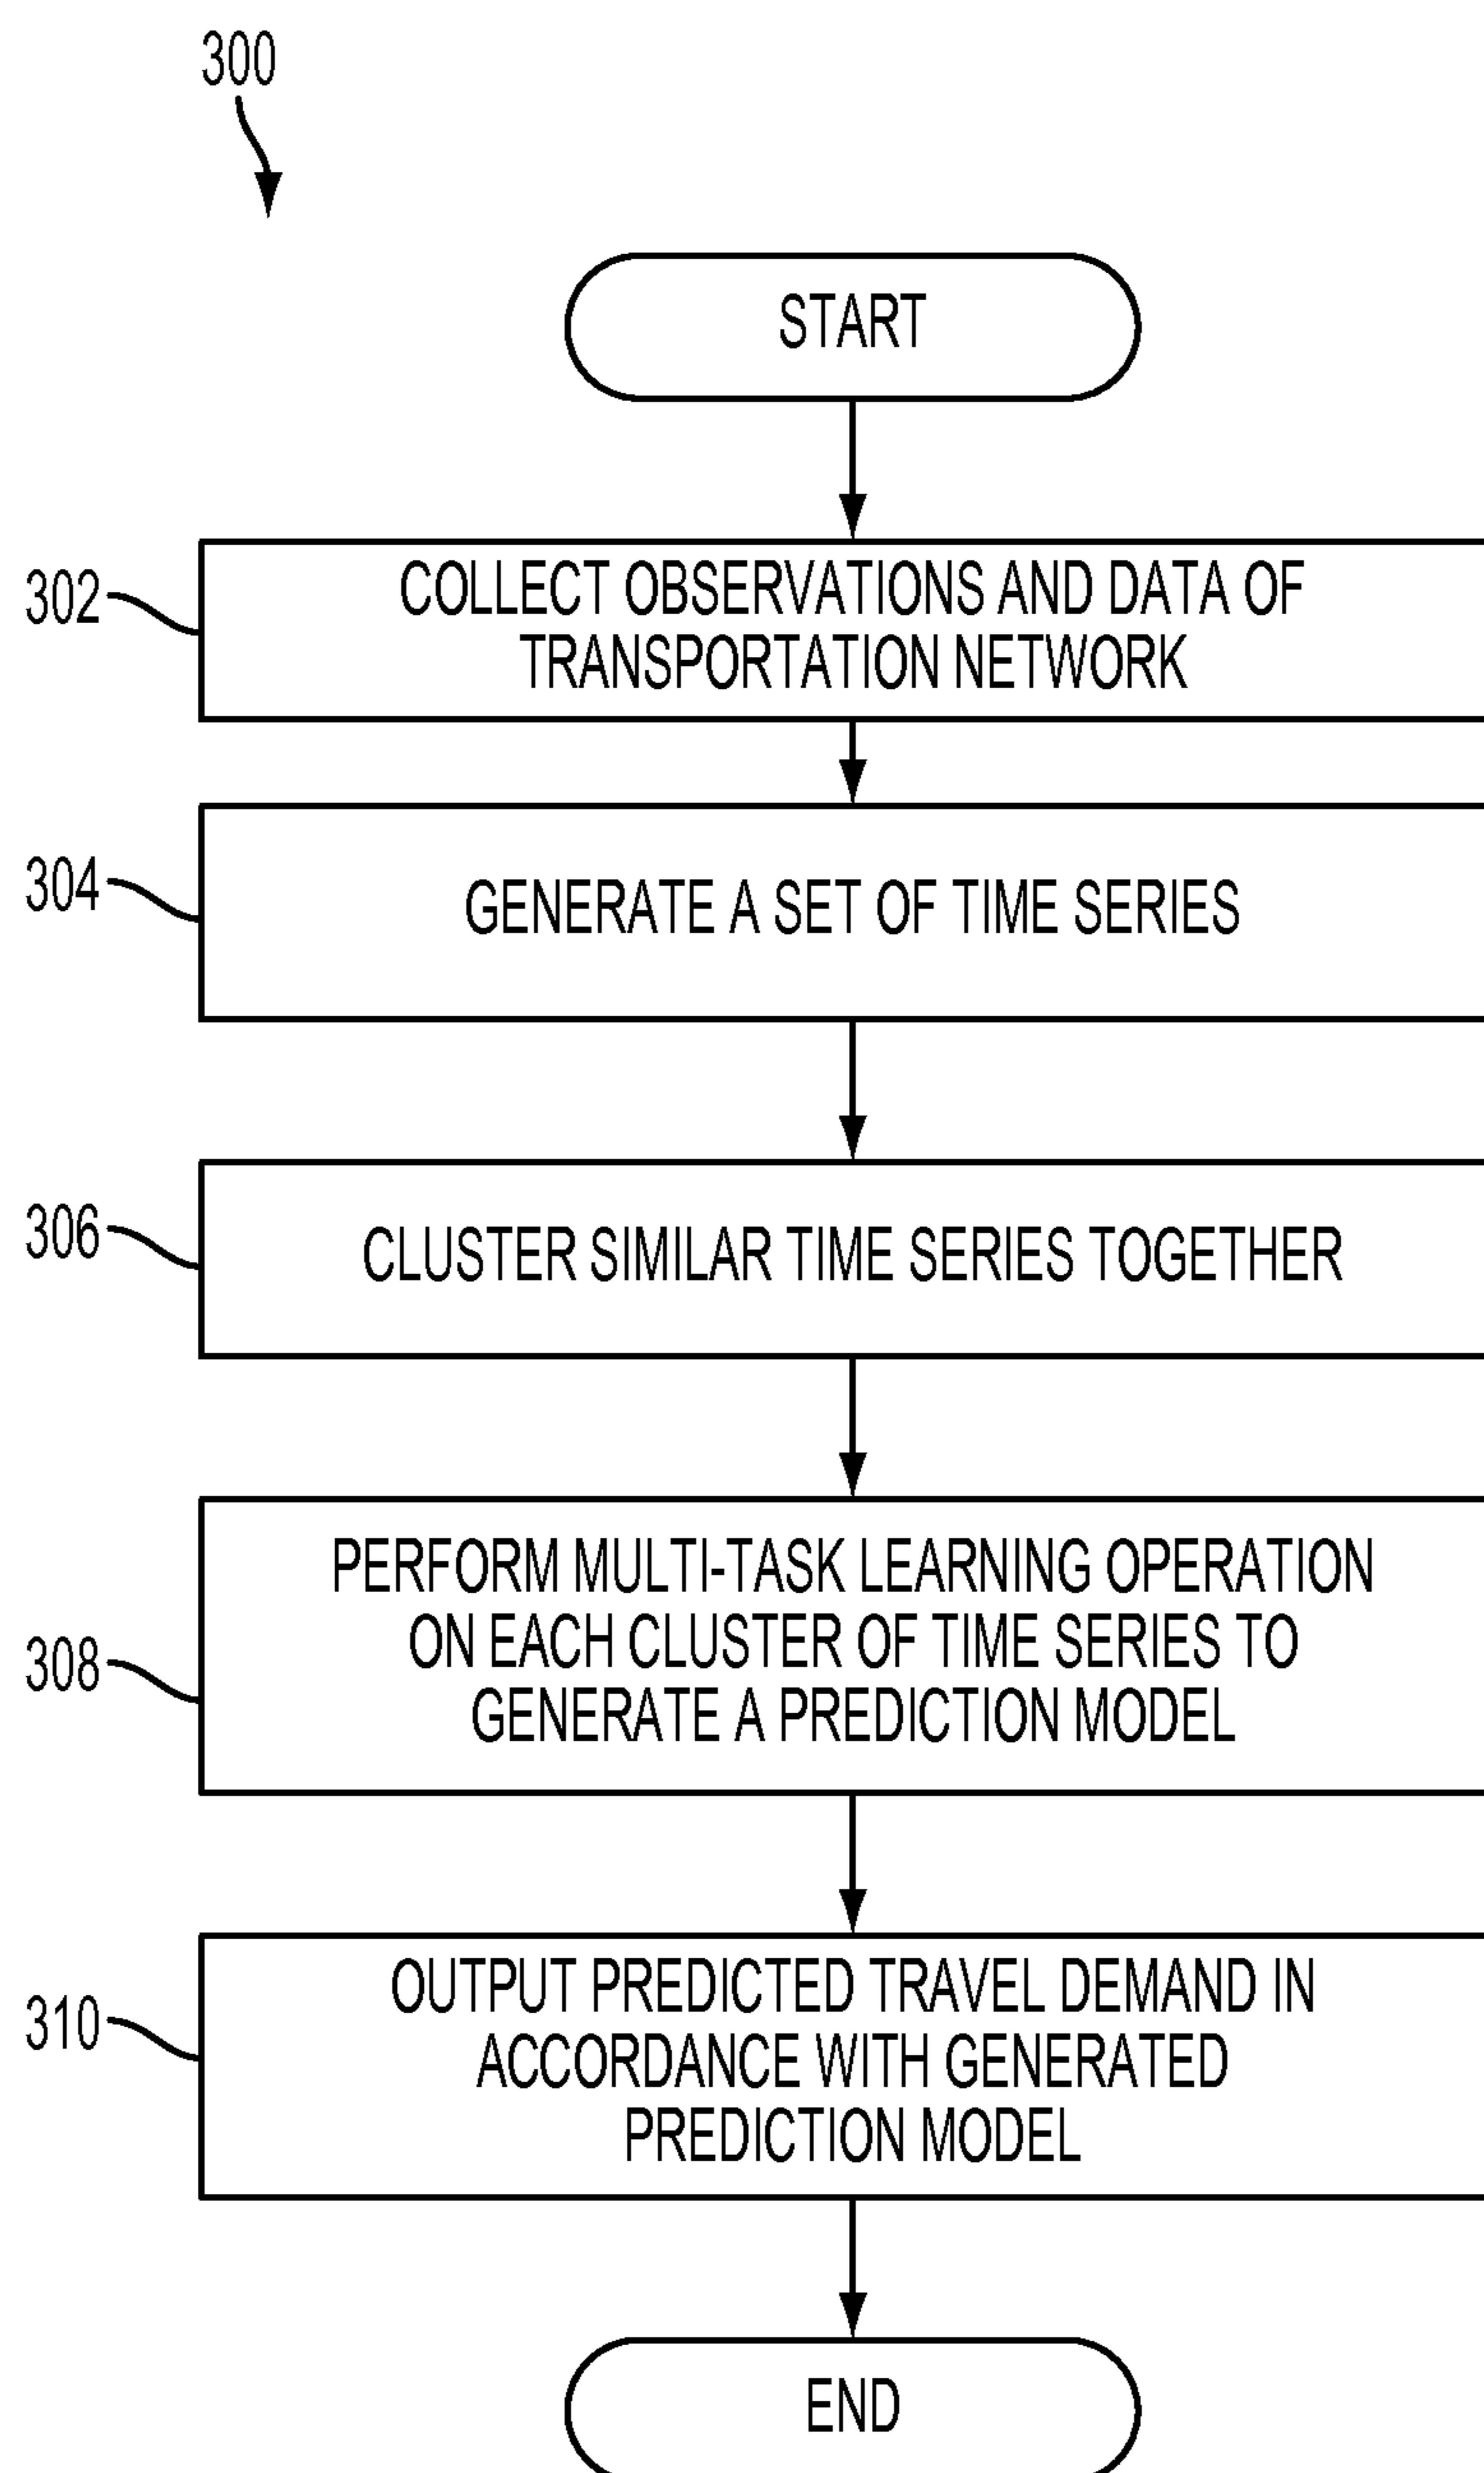 300
START
302
COLLECT OBSERVATIONS AND DATA OF
TRANSPORTATION NETWORK
304
GENERATE A SET OF TIME SERIES
306
CLUSTER SIMILAR TIME SERIES TOGETHER
308
PERFORM MULTI-TASK LEARNING OPERATION
ON EACH CLUSTER OF TIME SERIES TO
GENERATE A PREDICTION MODEL
310
OUTPUT PREDICTED TRAVEL DEMAND IN
ACCORDANCE WITH GENERATED
PREDICTION MODEL
END